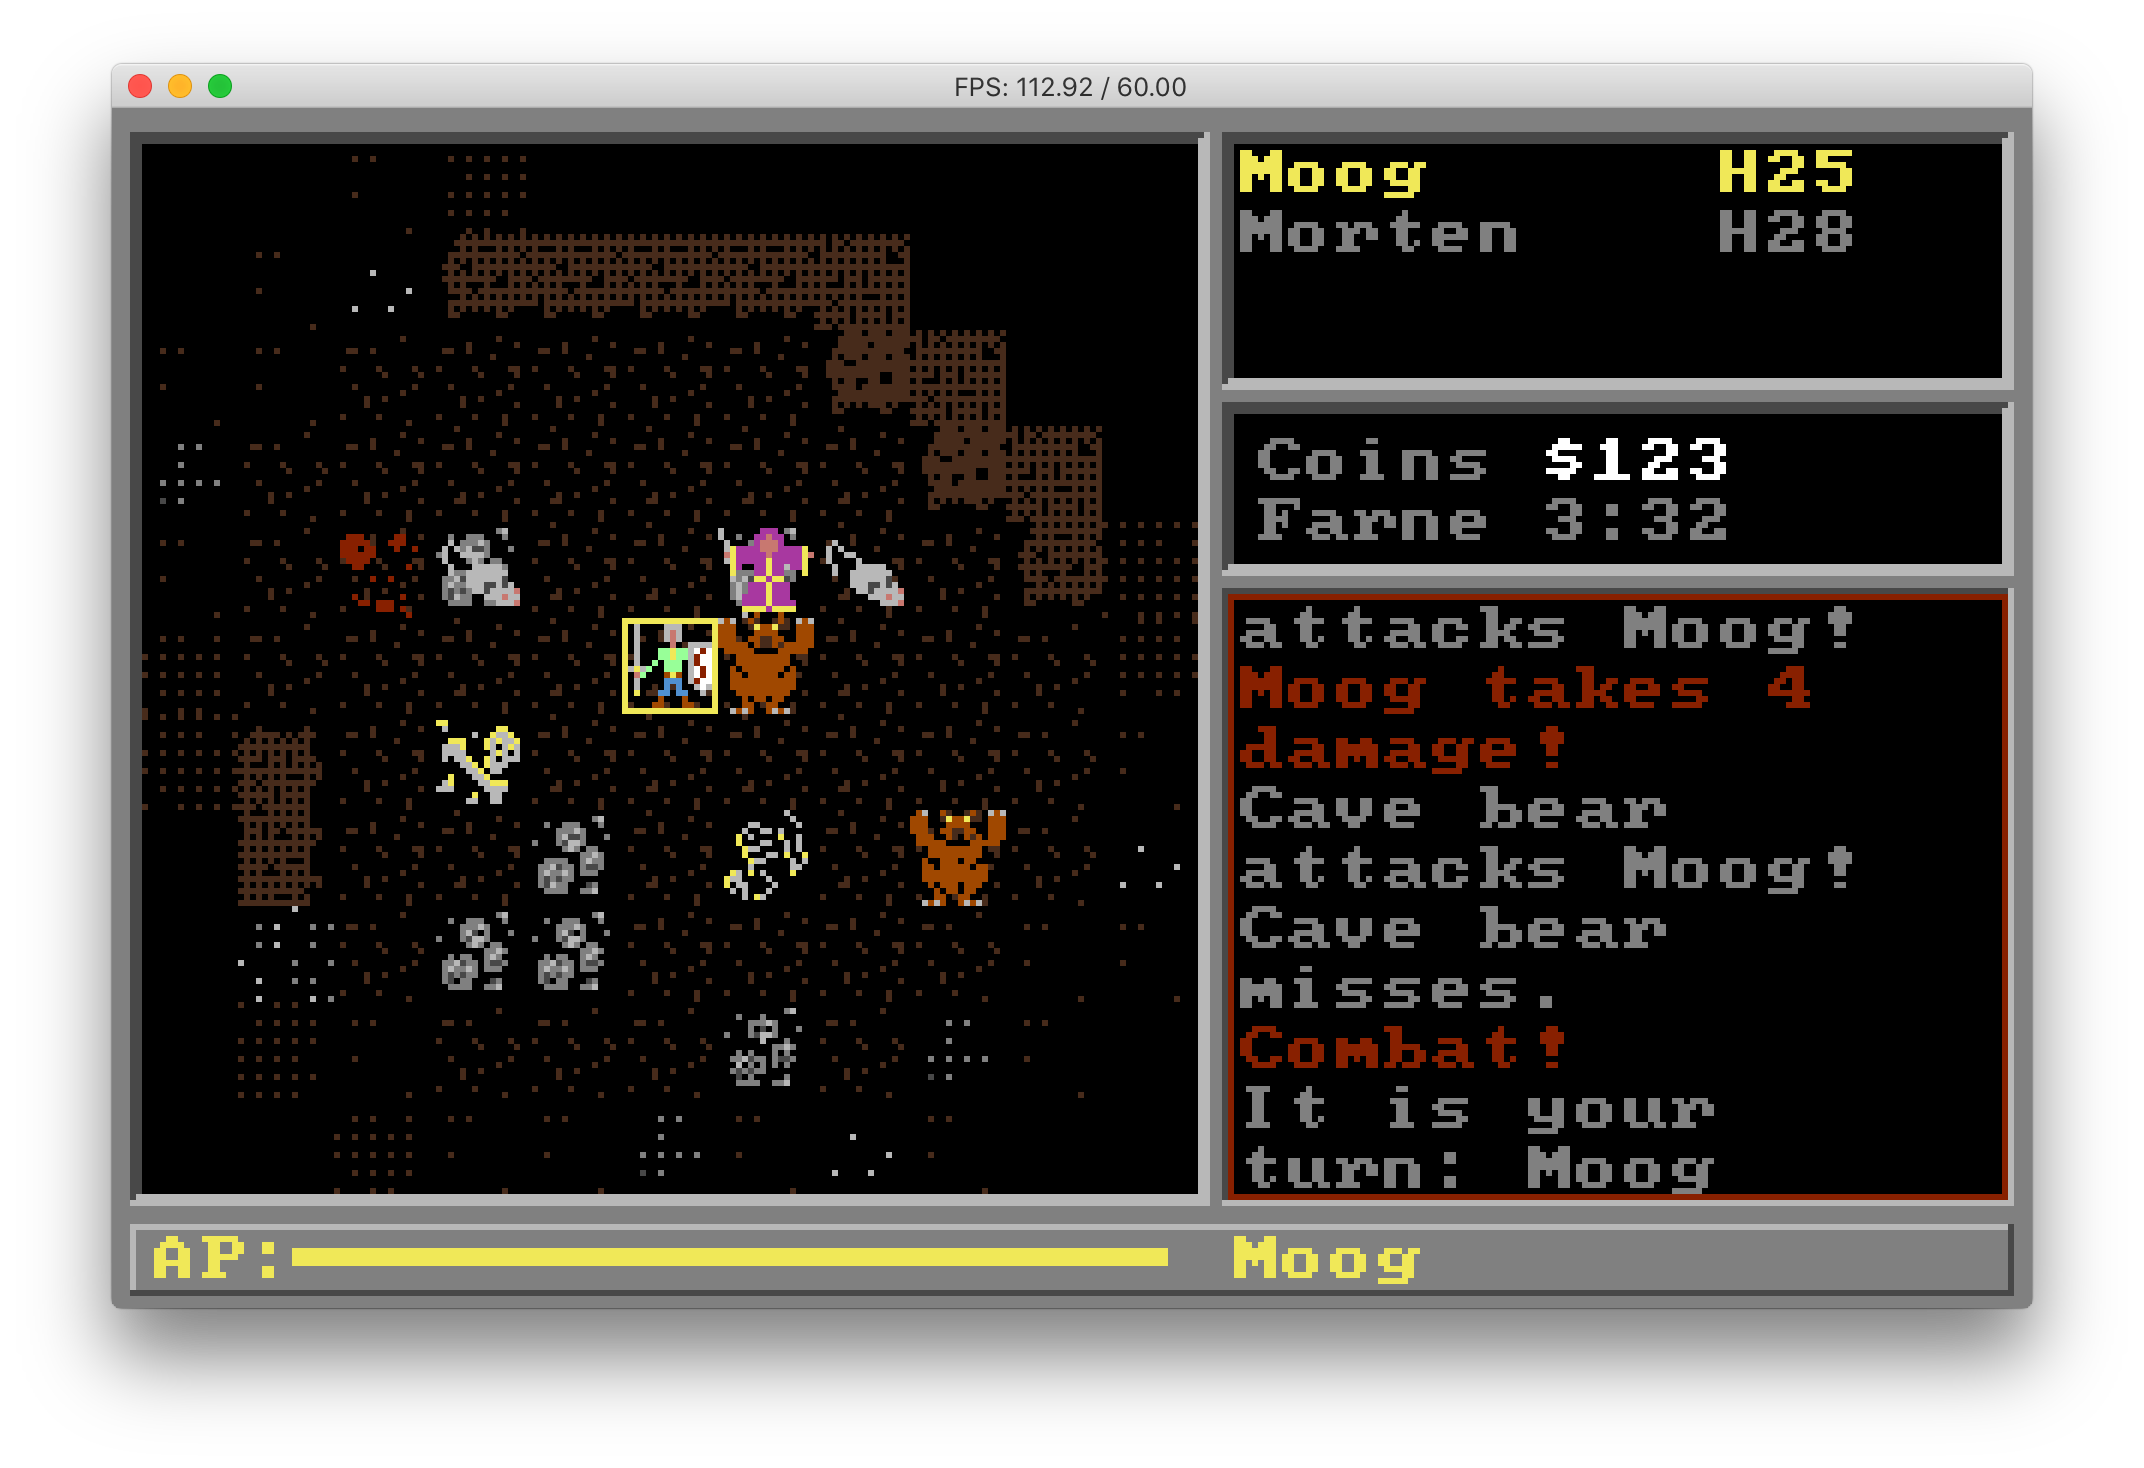 FPS: 112.92 / 60.00
Moog H25
Morten H28
Coins $123
Farne 3:32
attacks Moog!
Moog takes 4
damage!
Cave bear
attacks Moog!
Cave bear
misses.
Combat!
It is your
turn: Moog
AP: Moog